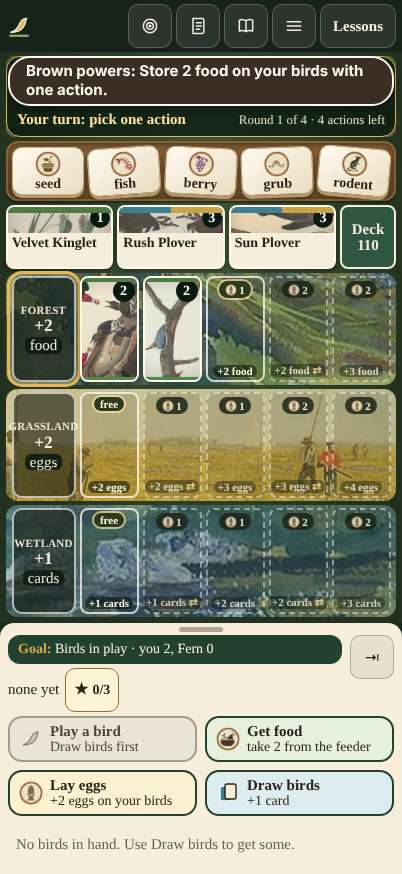 Lessons
Brown powers: Store 2 food on your birds with
one action.
Your turn: pick one action
Round 1 of 4 · 4 actions left
seed
fish
berry
grub
rodent
1
3
3
Velvet Kinglet
Rush Plover
Sun Plover
Deck
110
FOREST
+2
food
2
2
1
+2 food
2
+2 food ⇄
2
+3 food
GRASSLAND
+2
eggs
free
+2 eggs
1
+2 eggs ⇄
1
+3 eggs
2
+3 eggs ⇄
2
+4 eggs
WETLAND
+1
cards
free
+1 cards
1
+1 cards ⇄
1
+2 cards
2
+2 cards ⇄
2
+3 cards
Goal: Birds in play · you 2, Fern 0
none yet
★ 0/3
Play a bird
Draw birds first
Get food
take 2 from the feeder
Lay eggs
+2 eggs on your birds
Draw birds
+1 card
No birds in hand. Use Draw birds to get some.